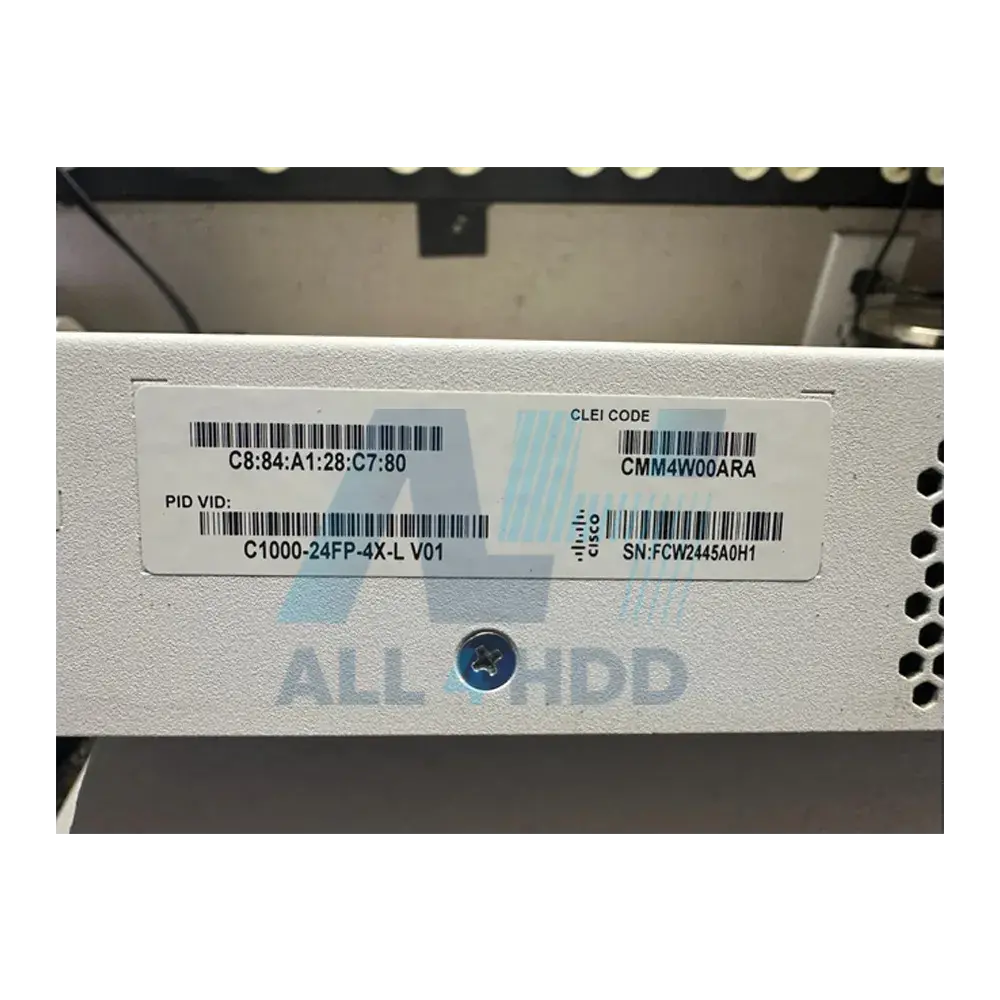 CLEI CODE
C8:84:A1:28:C7:80
CMM4W00ARA
PID VID:
C1000-24FP-4X-L V01
CISCO
SN:FCW2445A0H1
ALL 4 HDD